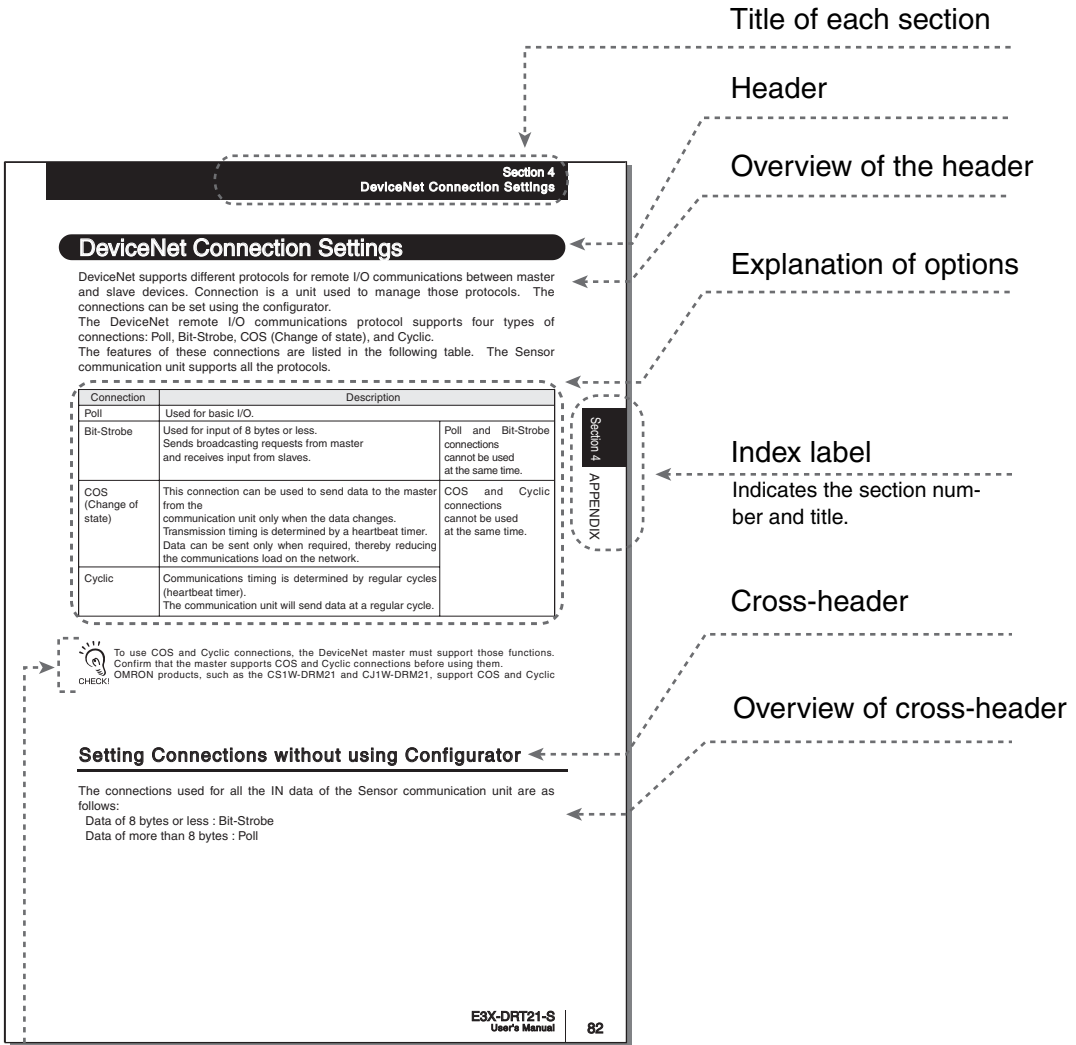 Title of each section
Header
Overview of the header
Explanation of options
Index label
Indicates the section num-
ber and title.
Cross-header
Overview of cross-header
Section 4
DeviceNet Connection Settings
DeviceNet Connection Settings
DeviceNet supports different protocols for remote I/O communications between master
and slave devices. Connection is a unit used to manage those protocols. The
connections can be set using the configurator.
The DeviceNet remote I/O communications protocol supports four types of
connections: Poll, Bit-Strobe, COS (Change of state), and Cyclic.
The features of these connections are listed in the following table. The Sensor
communication unit supports all the protocols.
Connection Description
Poll Used for basic I/O.
Bit-Strobe Used for input of 8 bytes or less.
Sends broadcasting requests from master
and receives input from slaves.
Poll and Bit-Strobe
connections
cannot be used
at the same time.
COS
(Change of
state)
This connection can be used to send data to the master
from the
communication unit only when the data changes.
Transmission timing is determined by a heartbeat timer.
Data can be sent only when required, thereby reducing
the communications load on the network.
COS and Cyclic
connections
cannot be used
at the same time.
Cyclic Communications timing is determined by regular cycles
(heartbeat timer).
The communication unit will send data at a regular cycle.
Section 4 APPENDIX
CHECK!
To use COS and Cyclic connections, the DeviceNet master must support those functions.
Confirm that the master supports COS and Cyclic connections before using them.
OMRON products, such as the CS1W-DRM21 and CJ1W-DRM21, support COS and Cyclic
Setting Connections without using Configurator
The connections used for all the IN data of the Sensor communication unit are as
follows:
Data of 8 bytes or less : Bit-Strobe
Data of more than 8 bytes : Poll
E3X-DRT21-S
User's Manual
82